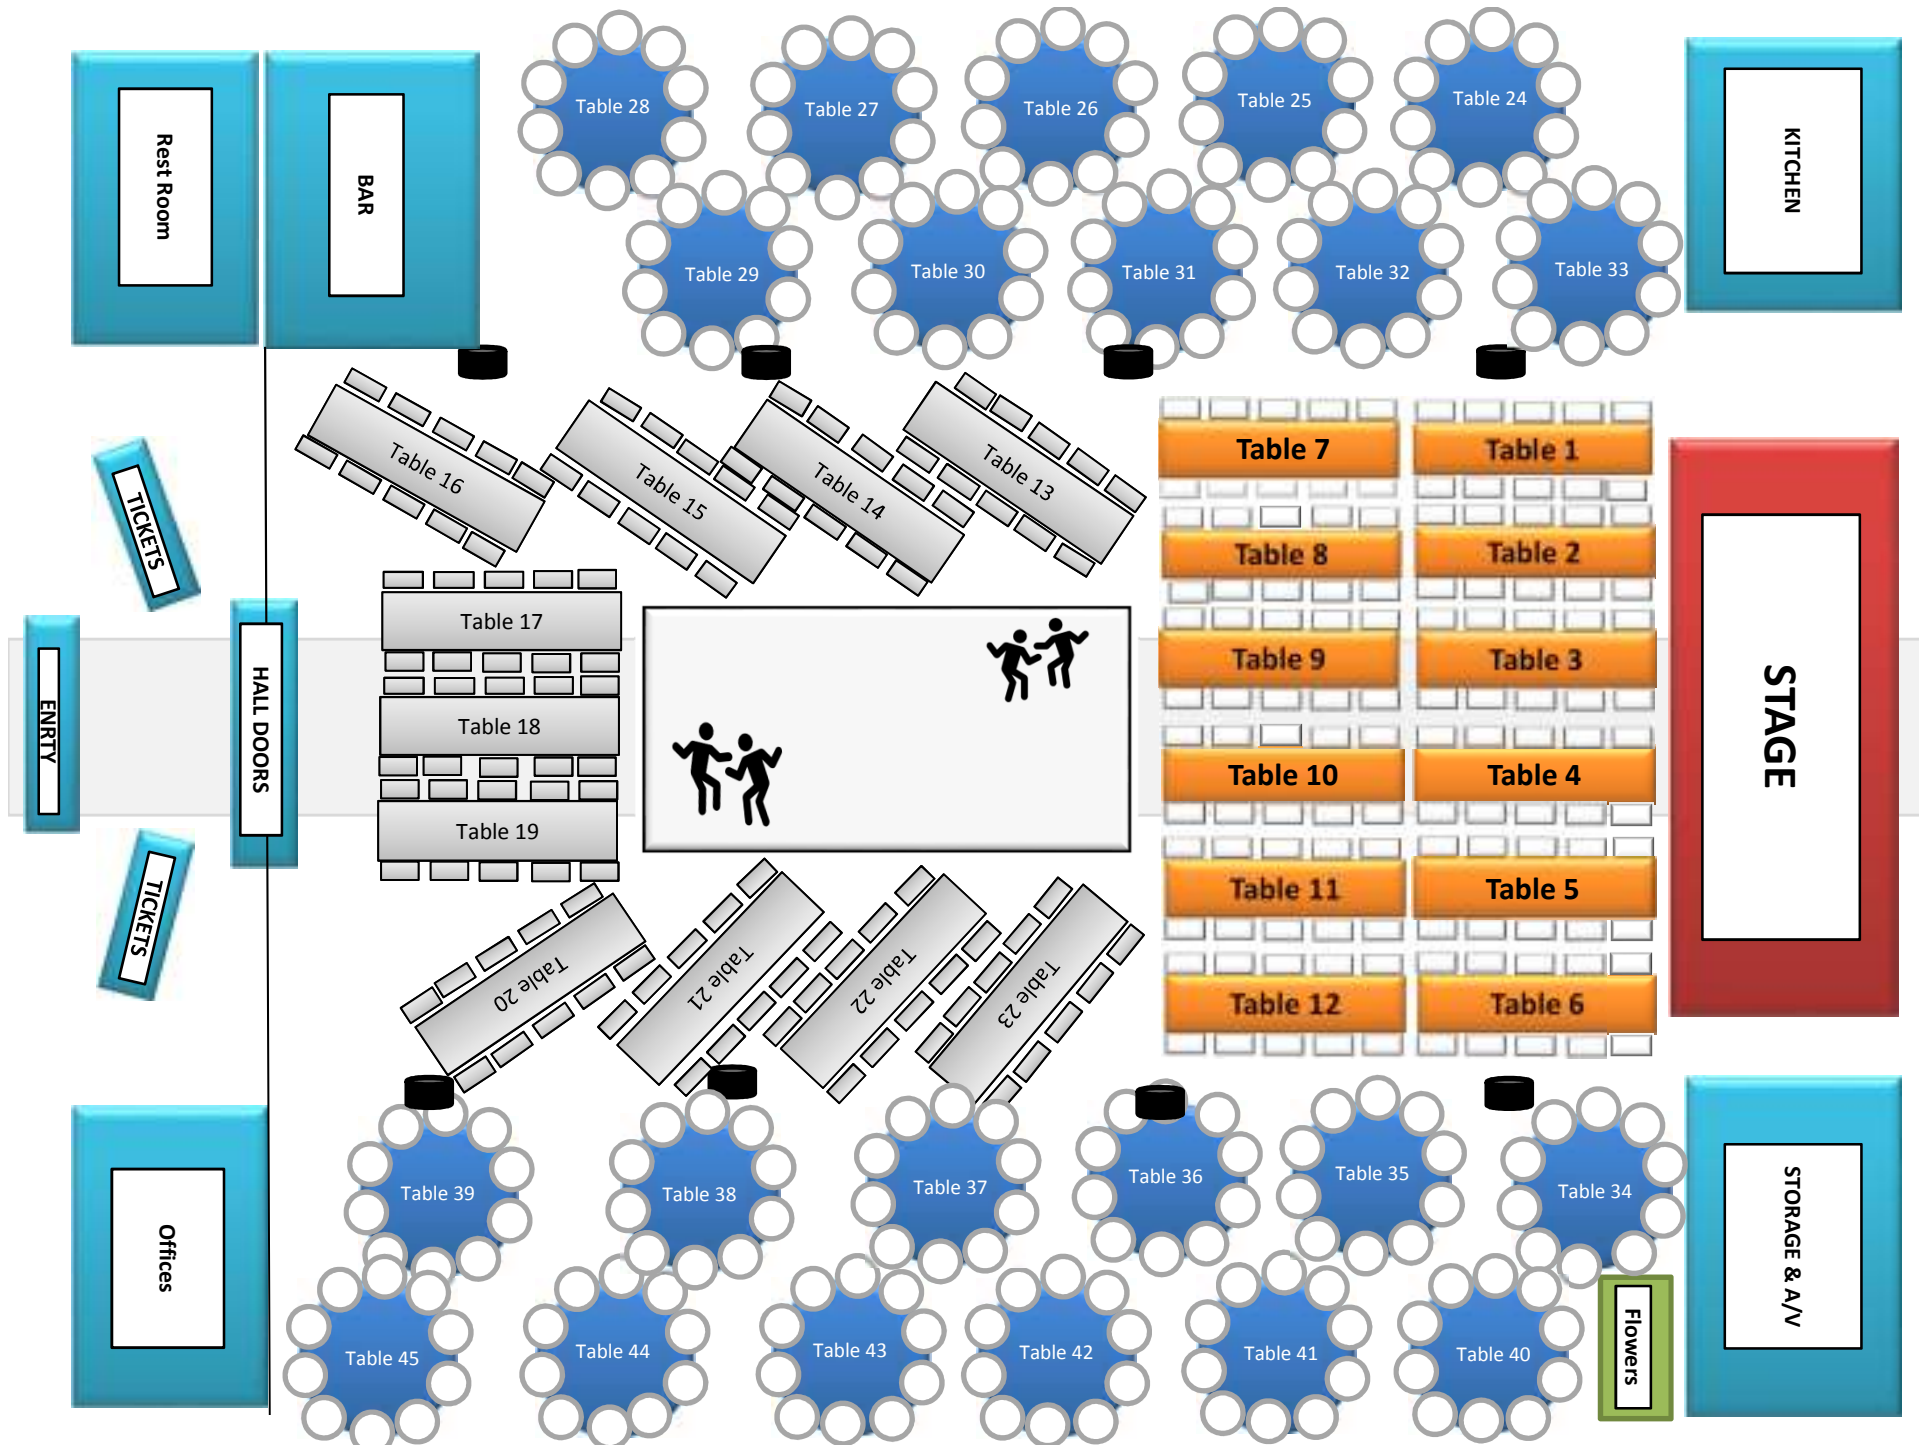 Table 28
Table 27
Table 26
Table 25
Table 24
Rest Room
BAR
KITCHEN
Table 29
Table 30
Table 31
Table 32
Table 33
Table 16
Table 15
Table 14
Table 13
Table 7
Table 1
TICKETS
Table 8
Table 2
Table 17
Table 9
Table 3
ENRTY
HALL DOORS
Table 18
STAGE
Table 10
Table 4
Table 19
TICKETS
Table 11
Table 5
Table 20
Table 21
Table 22
Table 23
Table 12
Table 6
Table 39
Table 38
Table 37
Table 36
Table 35
Table 34
Offices
STORAGE & A/V
Table 45
Table 44
Table 43
Table 42
Table 41
Table 40
Flowers